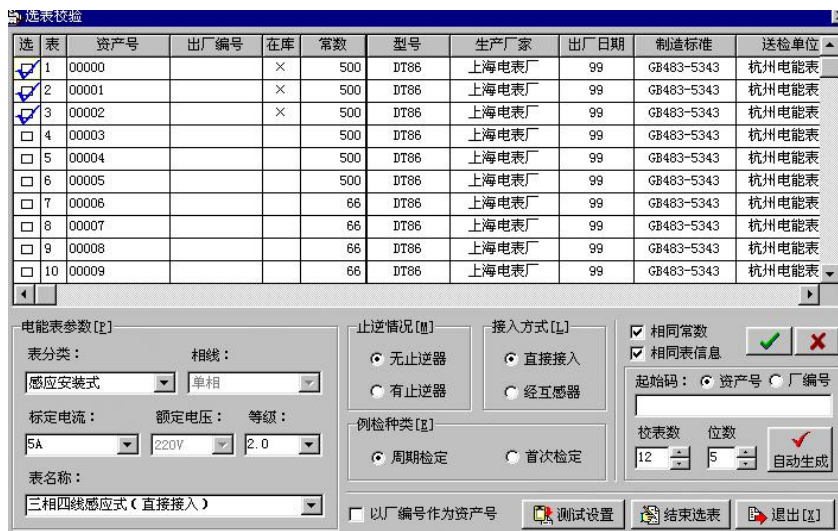 选表校验
选 表 资产号 出厂编号 在库 常数 型号 生产厂家 出厂日期 制造标准 送检单位
1 00000 × 500 DT86 上海电表厂 99 GB483-5343 杭州电能表
2 00001 × 500 DT86 上海电表厂 99 GB483-5343 杭州电能表
3 00002 × 500 DT86 上海电表厂 99 GB483-5343 杭州电能表
4 00003 500 DT86 上海电表厂 99 GB483-5343 杭州电能表
5 00004 500 DT86 上海电表厂 99 GB483-5343 杭州电能表
6 00005 500 DT86 上海电表厂 99 GB483-5343 杭州电能表
7 00006 66 DT86 上海电表厂 99 GB483-5343 杭州电能表
8 00007 66 DT86 上海电表厂 99 GB483-5343 杭州电能表
9 00008 66 DT86 上海电表厂 99 GB483-5343 杭州电能表
10 00009 66 DT86 上海电表厂 99 GB483-5343 杭州电能表
电能表参数[P]
表分类： 相线：
感应安装式 单相
标定电流： 额定电压： 等级：
5A 220V 2.0
表名称：
三相四线感应式(直接接入)
止逆情况[M]
无止逆器
有止逆器
接入方式[L]
直接接入
经互感器
例检种类[K]
周期检定 首次检定
相同常数
相同表信息
起始码： 资产号 厂编号
校表数 位数
12 5 自动生成
以厂编号作为资产号 测试设置 结束选表 退出[X]